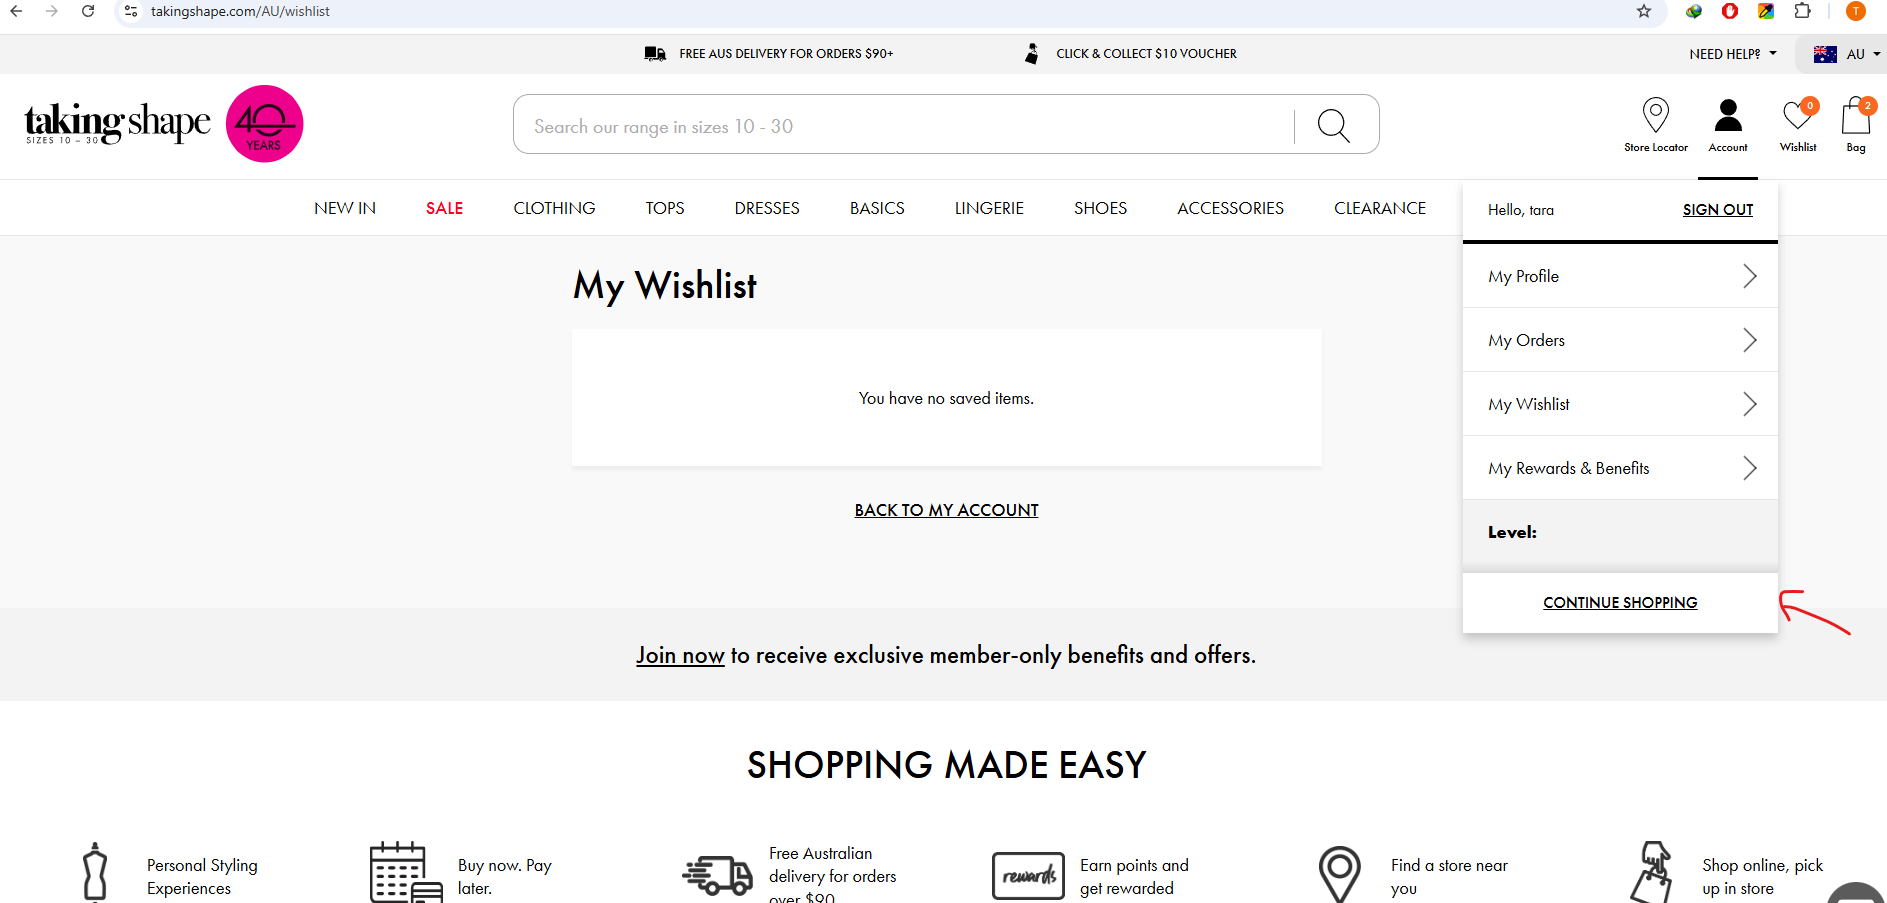 takingshape.com/AU/wishlist
T
FREE AUS DELIVERY FOR ORDERS $90+
CLICK & COLLECT $10 VOUCHER
NEED HELP?
AU
taking shape
SIZES 10 – 30
40
YEARS
Search our range in sizes 10 - 30
Store Locator
Account
0
Wishlist
2
Bag
NEW IN
SALE
CLOTHING
TOPS
DRESSES
BASICS
LINGERIE
SHOES
ACCESSORIES
CLEARANCE
Hello, tara
SIGN OUT
My Profile
My Orders
My Wishlist
My Rewards & Benefits
Level:
CONTINUE SHOPPING
My Wishlist
You have no saved items.
BACK TO MY ACCOUNT
Join now to receive exclusive member-only benefits and offers.
SHOPPING MADE EASY
Personal Styling
Experiences
Buy now. Pay
later.
Free Australian
delivery for orders
over $90
rewards
Earn points and
get rewarded
Find a store near
you
Shop online, pick
up in store